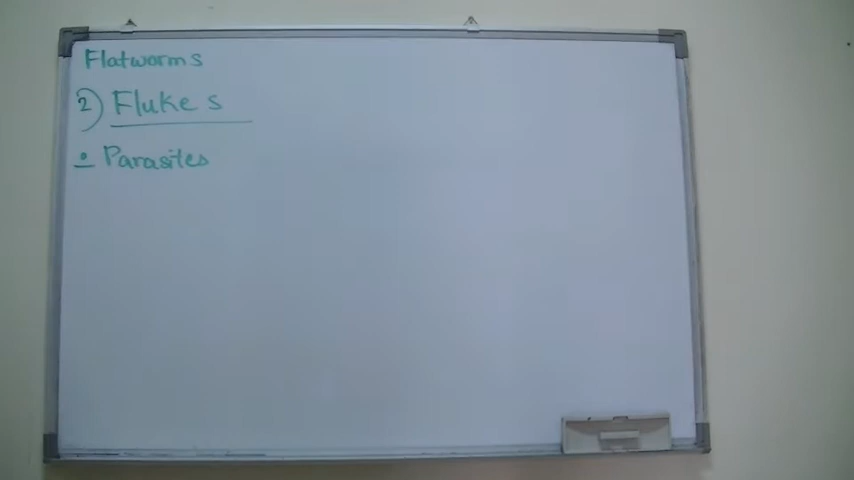 Flatworms
2) Flukes
• Parasites